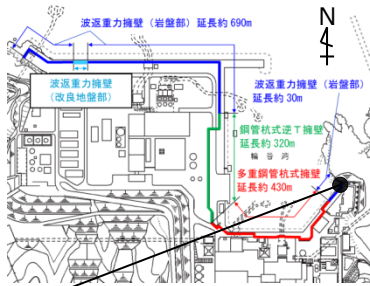 波返重力擁壁（岩盤部）延長約690m
N
波返重力擁壁
（改良地盤部）
波返重力擁壁（岩盤部）
延長約30m
鋼管杭式逆T擁壁
延長約320m
輪谷湾
多重鋼管杭式擁壁
延長約430m